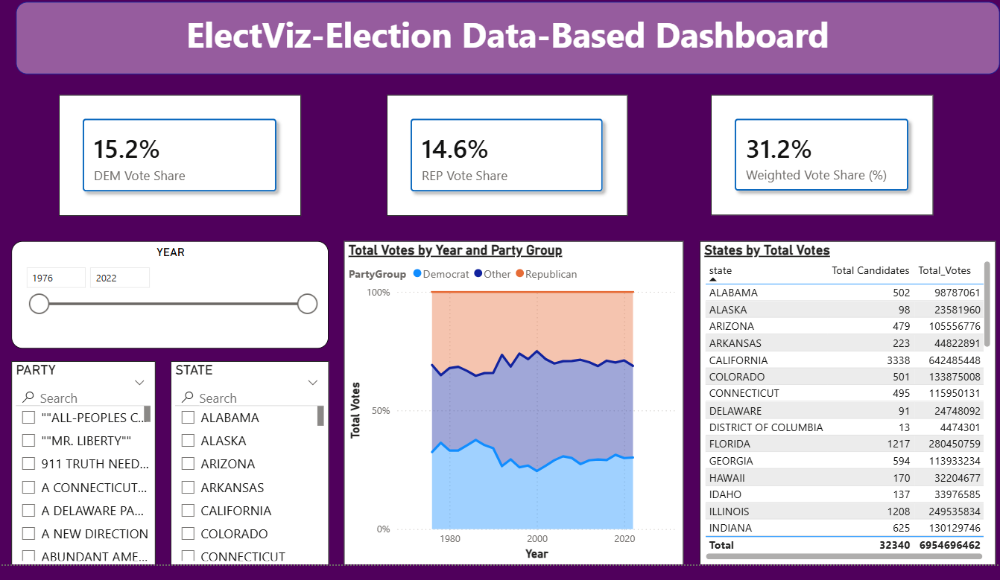 ElectViz-Election Data-Based Dashboard
15.2%
DEM Vote Share
14.6%
REP Vote Share
31.2%
Weighted Vote Share (%)
YEAR
1976 2022
PARTY
Search
""ALL-PEOPLES C...
""MR. LIBERTY""
911 TRUTH NEED...
A CONNECTICUT...
A DELAWARE PA...
A NEW DIRECTION
ABUNDANT AME...
STATE
Search
ALABAMA
ALASKA
ARIZONA
ARKANSAS
CALIFORNIA
COLORADO
CONNECTICUT
Total Votes by Year and Party Group
PartyGroup Democrat Other Republican
100%
50%
0%
Total Votes
1980 2000 2020
Year
States by Total Votes
state Total Candidates Total_Votes
ALABAMA 502 98787061
ALASKA 98 23581960
ARIZONA 479 105556776
ARKANSAS 223 44822891
CALIFORNIA 3338 642485448
COLORADO 501 133875008
CONNECTICUT 495 115950131
DELAWARE 91 24748092
DISTRICT OF COLUMBIA 13 4474301
FLORIDA 1217 280450759
GEORGIA 594 113933234
HAWAII 170 32204677
IDAHO 137 33976585
ILLINOIS 1208 249535834
INDIANA 625 130129746
Total 32340 6954696462